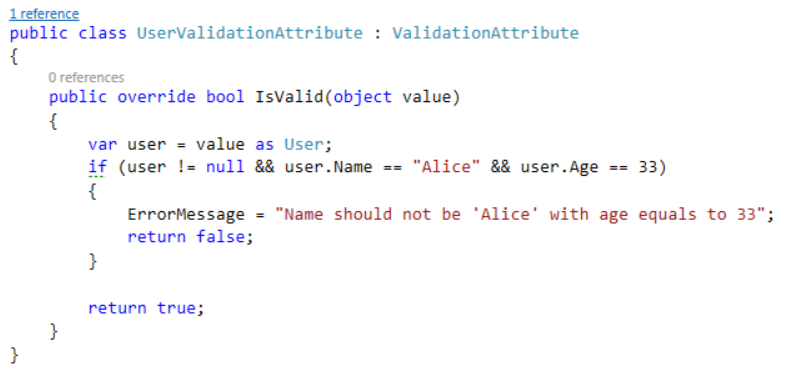 1 reference
public class UserValidationAttribute : ValidationAttribute
{
0 references
public override bool IsValid(object value)
{
var user = value as User;
if (user != null && user.Name == "Alice" && user.Age == 33)
{
ErrorMessage = "Name should not be 'Alice' with age equals to 33";
return false;
}
return true;
}
}